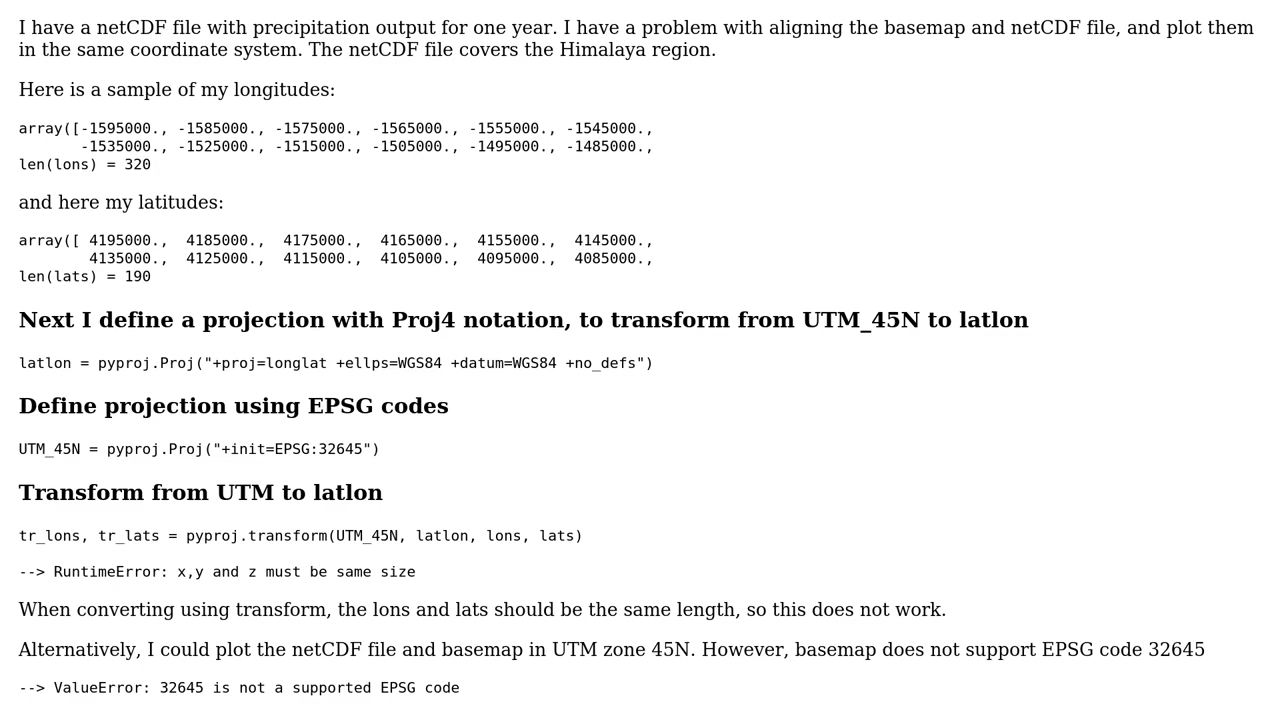 I have a netCDF file with precipitation output for one year. I have a problem with aligning the basemap and netCDF file, and plot them
in the same coordinate system. The netCDF file covers the Himalaya region.
Here is a sample of my longitudes:
array([-1595000., -1585000., -1575000., -1565000., -1555000., -1545000.,
       -1535000., -1525000., -1515000., -1505000., -1495000., -1485000.,
len(lons) = 320
and here my latitudes:
array([ 4195000.,  4185000.,  4175000.,  4165000.,  4155000.,  4145000.,
        4135000.,  4125000.,  4115000.,  4105000.,  4095000.,  4085000.,
len(lats) = 190
Next I define a projection with Proj4 notation, to transform from UTM_45N to latlon
latlon = pyproj.Proj("+proj=longlat +ellps=WGS84 +datum=WGS84 +no_defs")
Define projection using EPSG codes
UTM_45N = pyproj.Proj("+init=EPSG:32645")
Transform from UTM to latlon
tr_lons, tr_lats = pyproj.transform(UTM_45N, latlon, lons, lats)
--> RuntimeError: x,y and z must be same size
When converting using transform, the lons and lats should be the same length, so this does not work.
Alternatively, I could plot the netCDF file and basemap in UTM zone 45N. However, basemap does not support EPSG code 32645
--> ValueError: 32645 is not a supported EPSG code